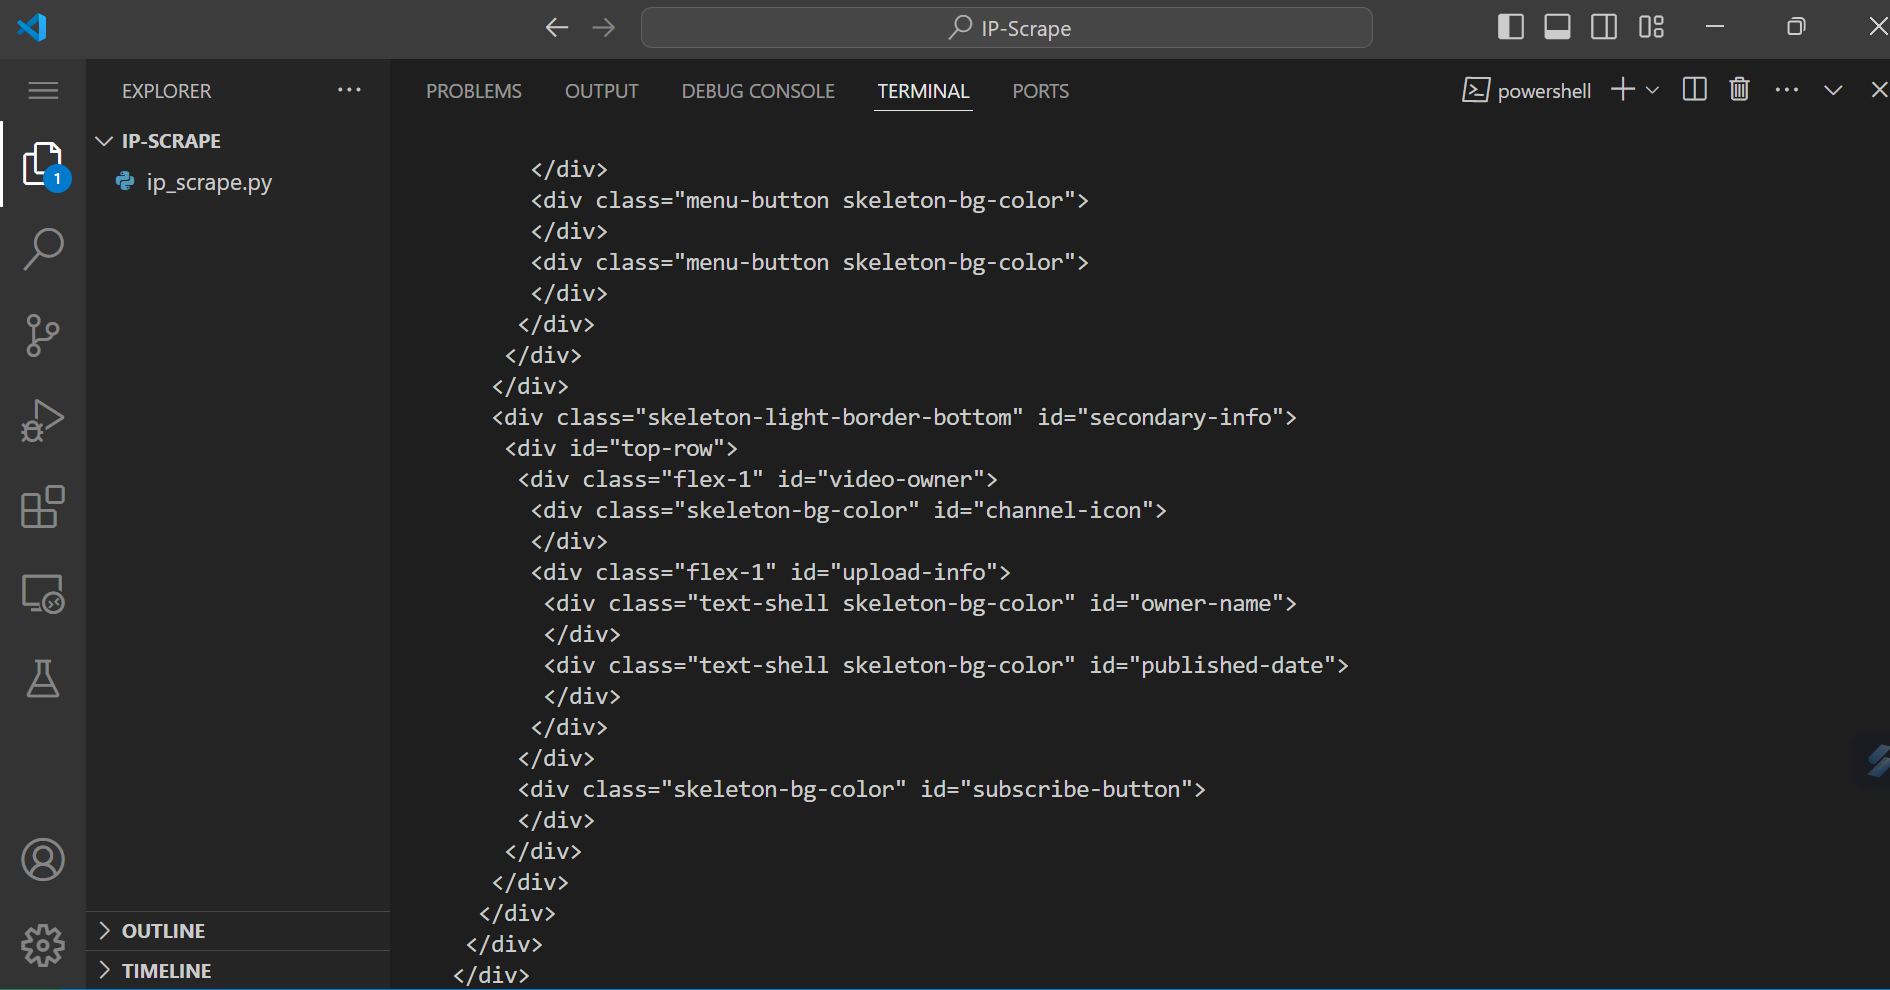 IP-Scrape
EXPLORER
PROBLEMS OUTPUT DEBUG CONSOLE TERMINAL PORTS
powershell
IP-SCRAPE
ip_scrape.py
1
</div>
<div class="menu-button skeleton-bg-color">
</div>
<div class="menu-button skeleton-bg-color">
</div>
</div>
</div>
</div>
<div class="skeleton-light-border-bottom" id="secondary-info">
<div id="top-row">
<div class="flex-1" id="video-owner">
<div class="skeleton-bg-color" id="channel-icon">
</div>
<div class="flex-1" id="upload-info">
<div class="text-shell skeleton-bg-color" id="owner-name">
</div>
<div class="text-shell skeleton-bg-color" id="published-date">
</div>
</div>
</div>
<div class="skeleton-bg-color" id="subscribe-button">
</div>
</div>
</div>
</div>
</div>
</div>
OUTLINE
TIMELINE